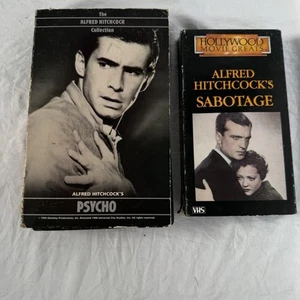 The
ALFRED HITCHCOCK
Collection
ALFRED HITCHCOCK'S
PSYCHO
HOLLYWOOD
MOVIE GREATS
ALFRED
HITCHCOCK'S
SABOTAGE
VHS